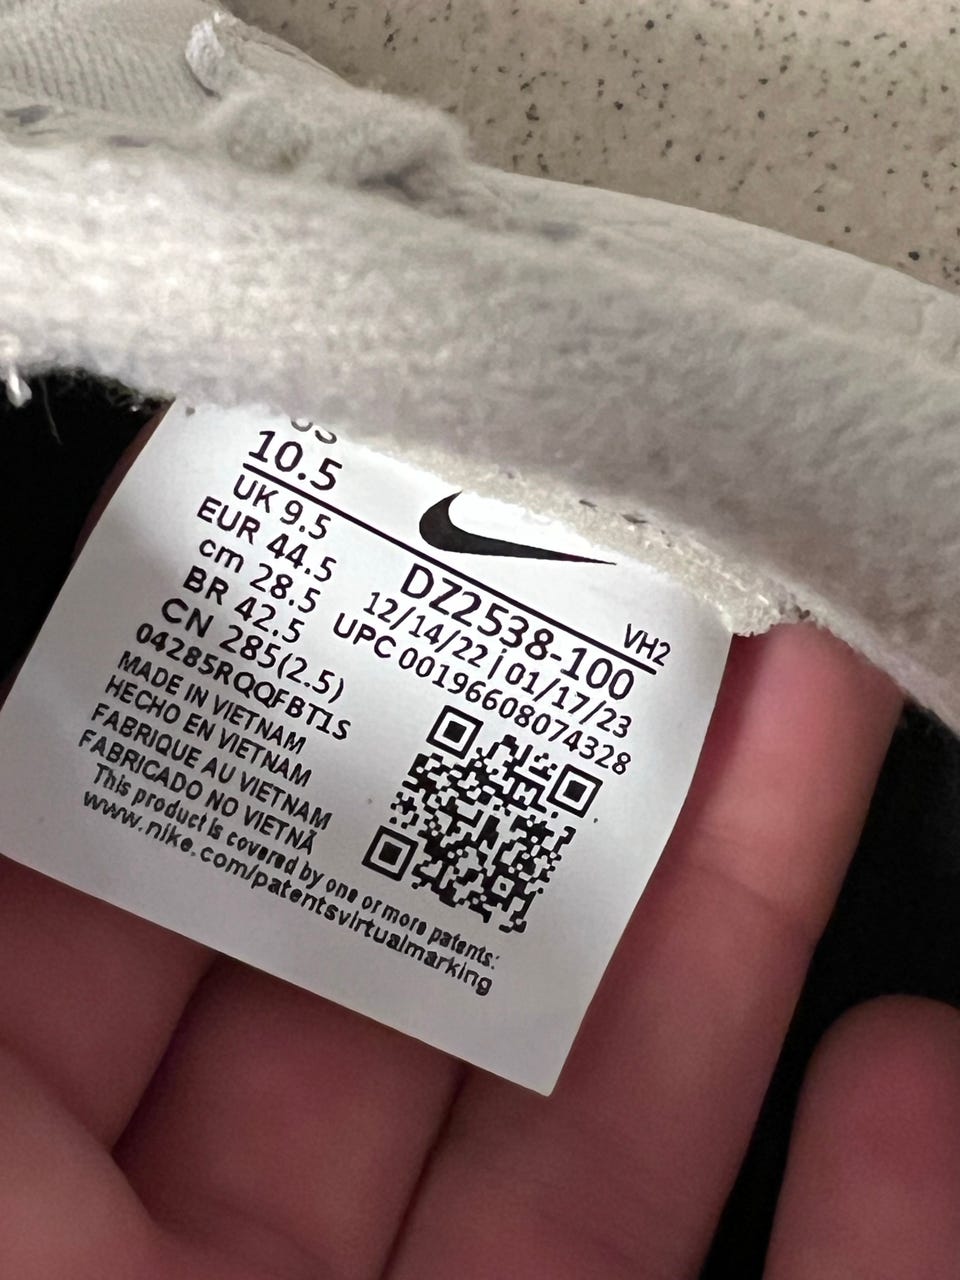 US
10.5
UK 9.5
EUR 44.5
cm 28.5
BR 42.5
CN 285(2.5)
04285RQQFBT1S
MADE IN VIETNAM
HECHO EN VIETNAM
FABRIQUE AU VIETNAM
FABRICADO NO VIETNÃ
This product is covered by one or more patents:
www.nike.com/patentsvirtualmarking
VH2
DZ2538-100
12/14/22 | 01/17/23
UPC 00196608074328